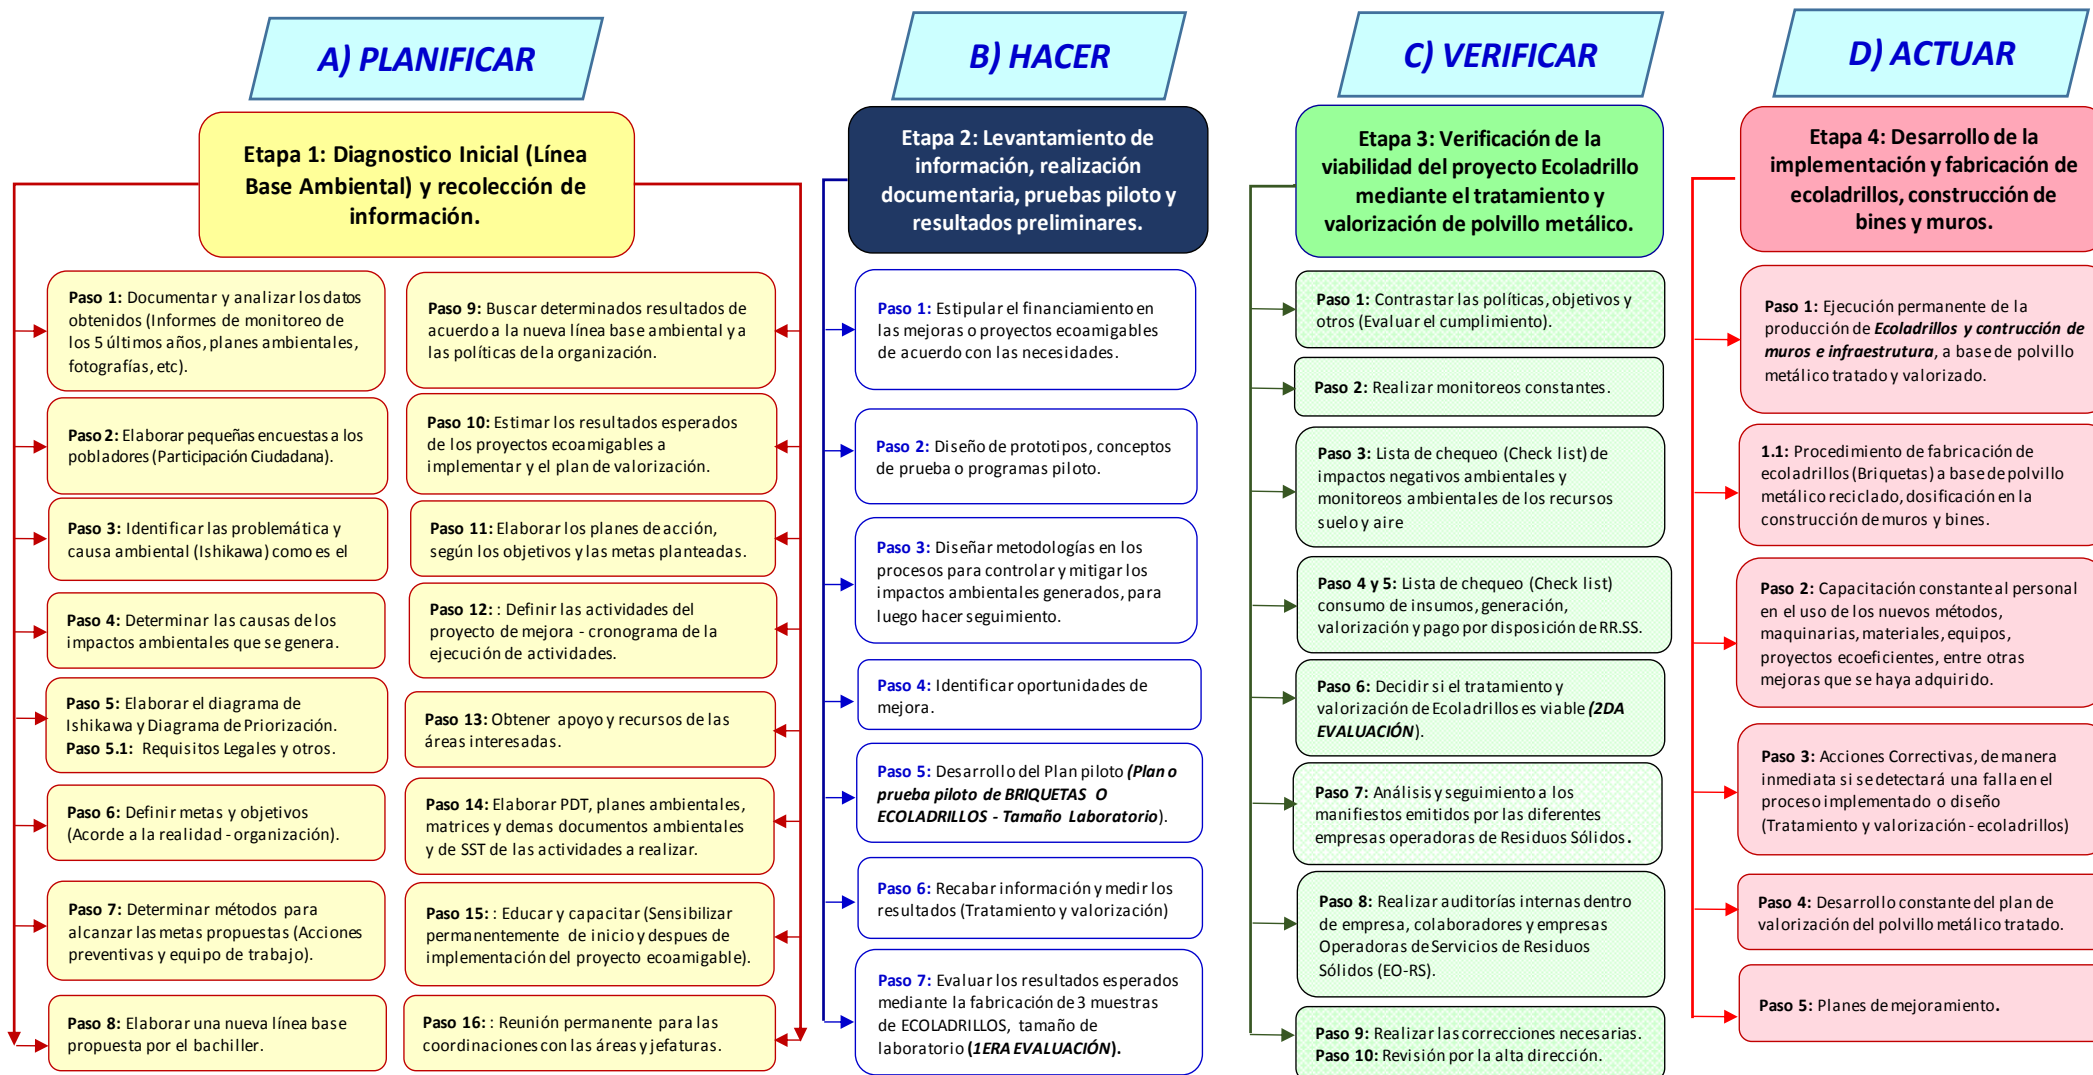 A) PLANIFICAR
Etapa 1: Diagnostico Inicial (Línea
Base Ambiental) y recolección de
información.
Paso 1: Documentar y analizar los datos
obtenidos (Informes de monitoreo de
los 5 últimos años, planes ambientales,
fotografías, etc).
Paso 2: Elaborar pequeñas encuestas a los
pobladores (Participación Ciudadana).
Paso 3: Identificar las problemática y
causa ambiental (Ishikawa) como es el
Paso 4: Determinar las causas de los
impactos ambientales que se genera.
Paso 5: Elaborar el diagrama de
Ishikawa y Diagrama de Priorización.
Paso 5.1: Requisitos Legales y otros.
Paso 6: Definir metas y objetivos
(Acorde a la realidad - organización).
Paso 7: Determinar métodos para
alcanzar las metas propuestas (Acciones
preventivas y equipo de trabajo).
Paso 8: Elaborar una nueva línea base
propuesta por el bachiller.
Paso 9: Buscar determinados resultados de
acuerdo a la nueva línea base ambiental y a
las políticas de la organización.
Paso 10: Estimar los resultados esperados
de los proyectos ecoamigables a
implementar y el plan de valorización.
Paso 11: Elaborar los planes de acción,
según los objetivos y las metas planteadas.
Paso 12: : Definir las actividades del
proyecto de mejora - cronograma de la
ejecución de actividades.
Paso 13: Obtener apoyo y recursos de las
áreas interesadas.
Paso 14: Elaborar PDT, planes ambientales,
matrices y demas documentos ambientales
y de SST de las actividades a realizar.
Paso 15: : Educar y capacitar (Sensibilizar
permanentemente de inicio y despues de
implementación del proyecto ecoamigable).
Paso 16: : Reunión permanente para las
coordinaciones con las áreas y jefaturas.
B) HACER
Etapa 2: Levantamiento de
información, realización
documentaria, pruebas piloto y
resultados preliminares.
Paso 1: Estipular el financiamiento en
las mejoras o proyectos ecoamigables
de acuerdo con las necesidades.
Paso 2: Diseño de prototipos, conceptos
de prueba o programas piloto.
Paso 3: Diseñar metodologías en los
procesos para controlar y mitigar los
impactos ambientales generados, para
luego hacer seguimiento.
Paso 4: Identificar oportunidades de
mejora.
Paso 5: Desarrollo del Plan piloto (Plan o
prueba piloto de BRIQUETAS O
ECOLADRILLOS - Tamaño Laboratorio).
Paso 6: Recabar información y medir los
resultados (Tratamiento y valorización)
Paso 7: Evaluar los resultados esperados
mediante la fabricación de 3 muestras
de ECOLADRILLOS, tamaño de
laboratorio (1ERA EVALUACIÓN).
C) VERIFICAR
Etapa 3: Verificación de la
viabilidad del proyecto Ecoladrillo
mediante el tratamiento y
valorización de polvillo metálico.
Paso 1: Contrastar las políticas, objetivos y
otros (Evaluar el cumplimiento).
Paso 2: Realizar monitoreos constantes.
Paso 3: Lista de chequeo (Check list) de
impactos negativos ambientales y
monitoreos ambientales de los recursos
suelo y aire
Paso 4 y 5: Lista de chequeo (Check list)
consumo de insumos, generación,
valorización y pago por disposición de RR.SS.
Paso 6: Decidir si el tratamiento y
valorización de Ecoladrillos es viable (2DA
EVALUACIÓN).
Paso 7: Análisis y seguimiento a los
manifiestos emitidos por las diferentes
empresas operadoras de Residuos Sólidos.
Paso 8: Realizar auditorías internas dentro
de empresa, colaboradores y empresas
Operadoras de Servicios de Residuos
Sólidos (EO-RS).
Paso 9: Realizar las correcciones necesarias.
Paso 10: Revisión por la alta dirección.
D) ACTUAR
Etapa 4: Desarrollo de la
implementación y fabricación de
ecoladrillos, construcción de
bines y muros.
Paso 1: Ejecución permanente de la
producción de Ecoladrillos y contrucción de
muros e infraestrutura, a base de polvillo
metálico tratado y valorizado.
1.1: Procedimiento de fabricación de
ecoladrillos (Briquetas) a base de polvillo
metálico reciclado, dosificación en la
construcción de muros y bines.
Paso 2: Capacitación constante al personal
en el uso de los nuevos métodos,
maquinarias, materiales, equipos,
proyectos ecoeficientes, entre otras
mejoras que se haya adquirido.
Paso 3: Acciones Correctivas, de manera
inmediata si se detectará una falla en el
proceso implementado o diseño
(Tratamiento y valorización - ecoladrillos)
Paso 4: Desarrollo constante del plan de
valorización del polvillo metálico tratado.
Paso 5: Planes de mejoramiento.